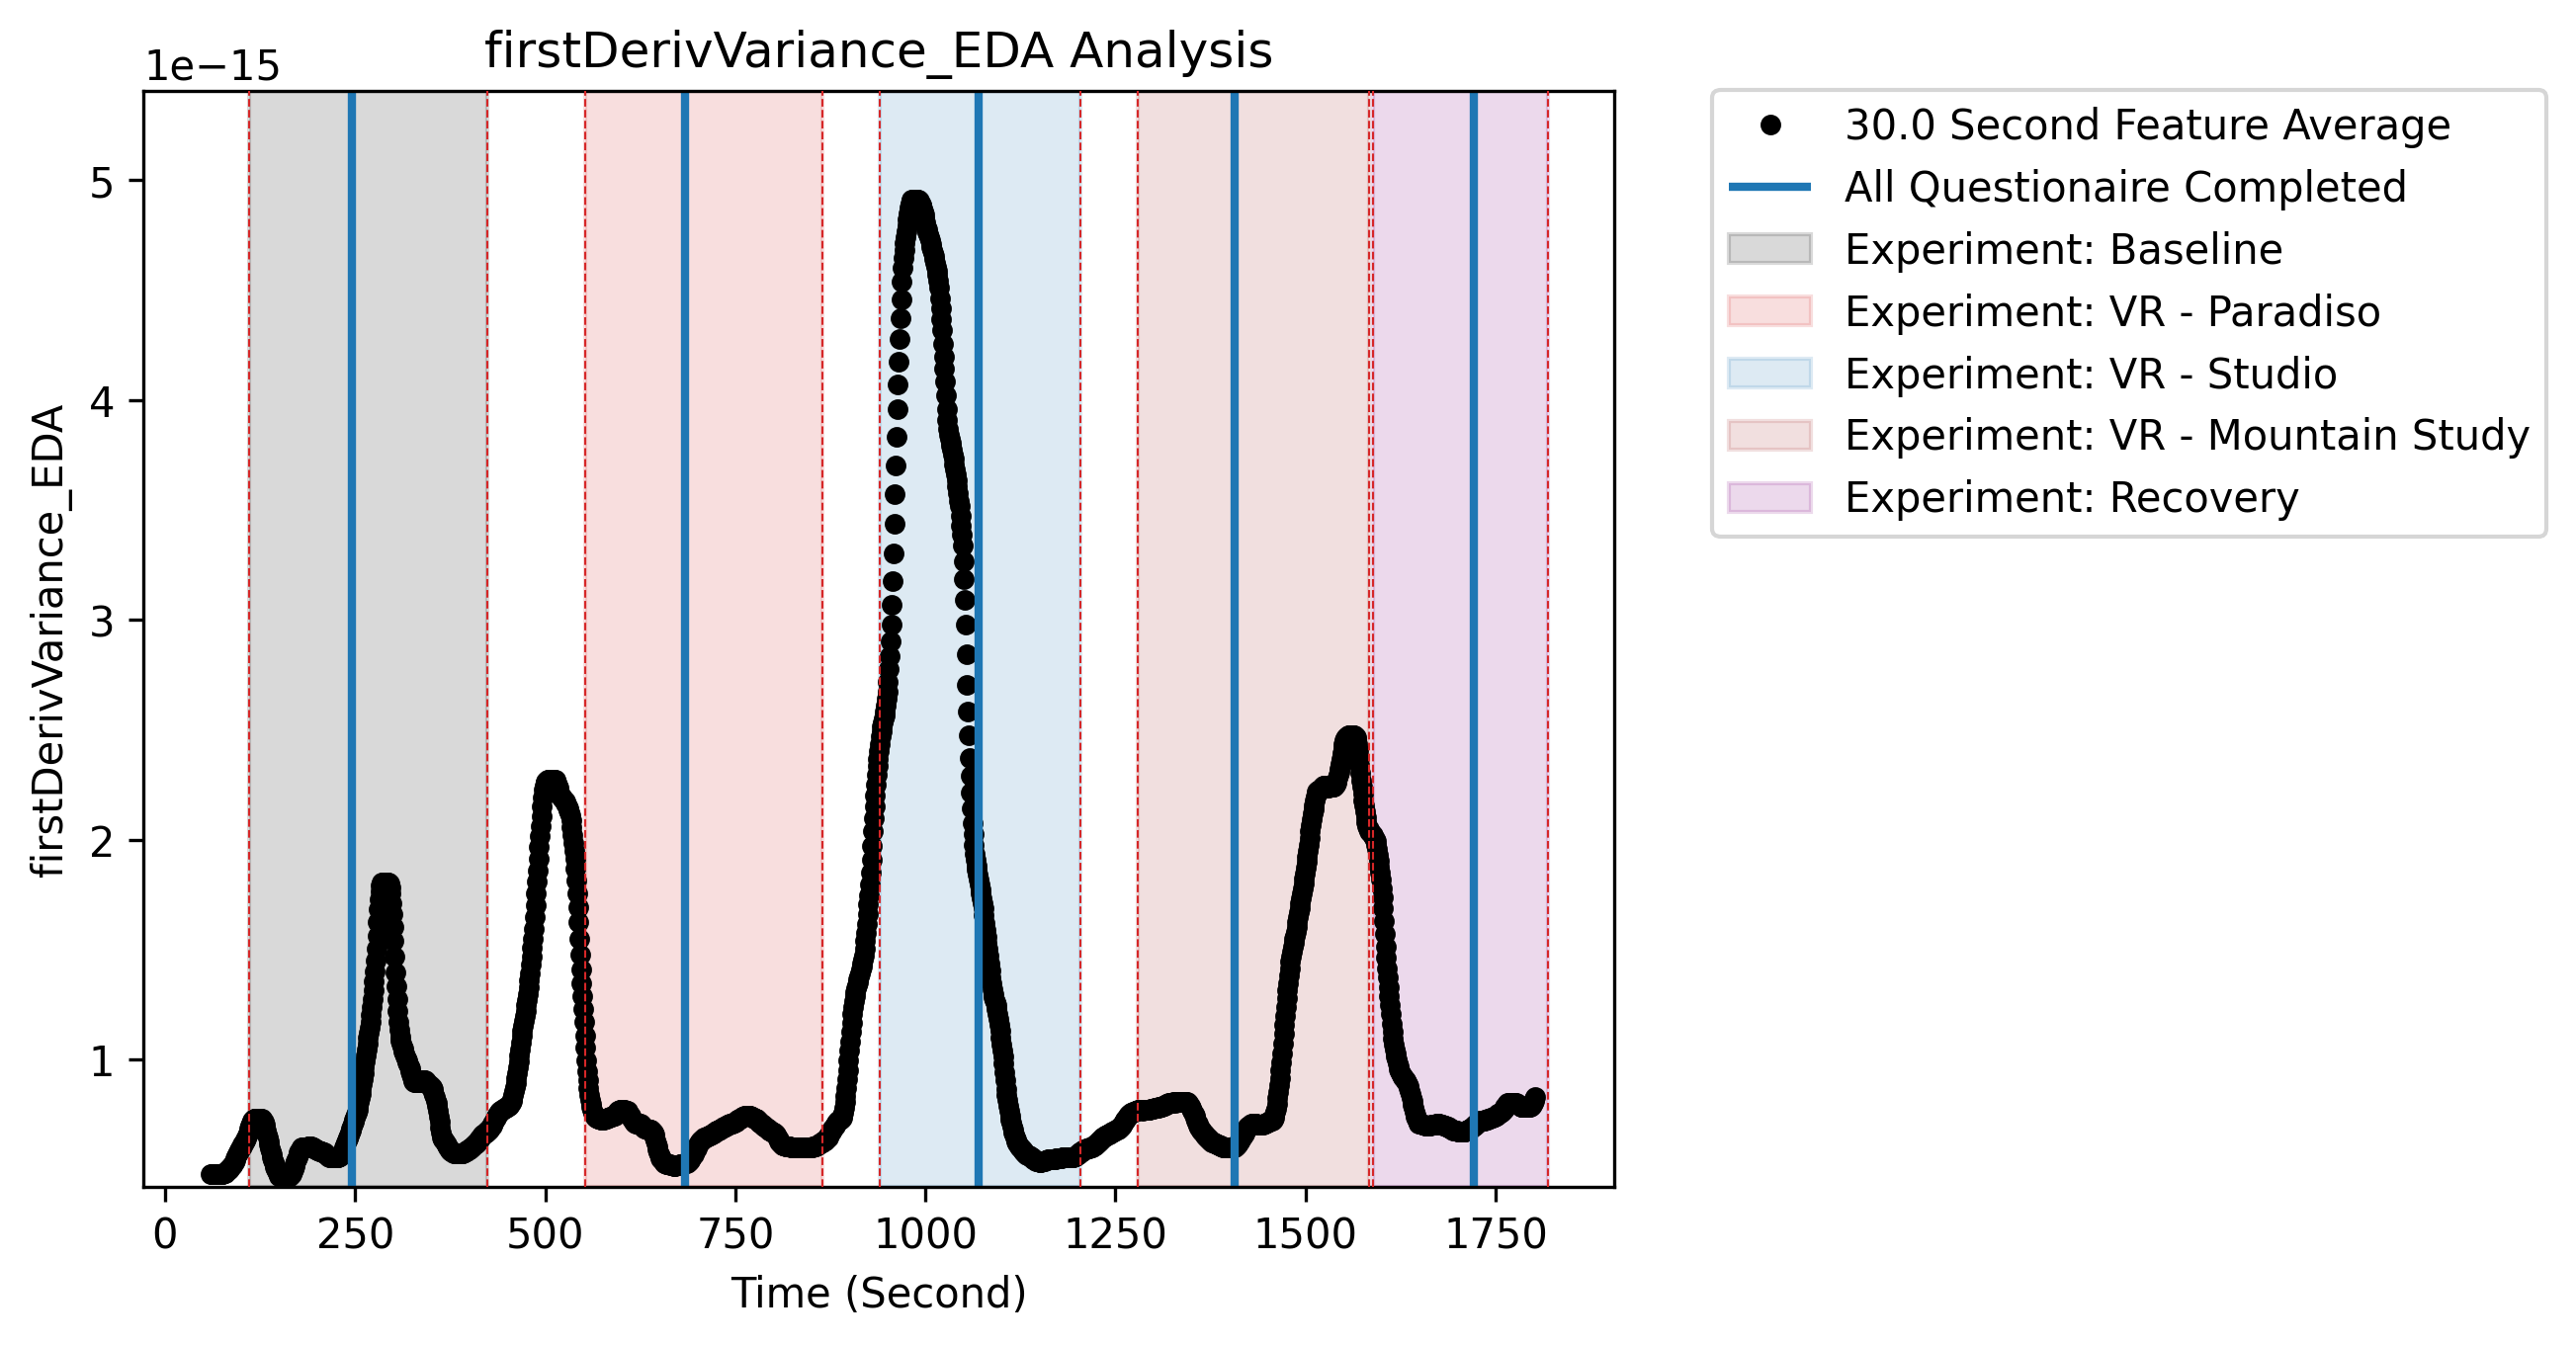 firstDerivVariance_EDA Analysis
1e−15
5
4
3
2
1
firstDerivVariance_EDA
0 250 500 750 1000 1250 1500 1750
Time (Second)
30.0 Second Feature Average
All Questionaire Completed
Experiment: Baseline
Experiment: VR - Paradiso
Experiment: VR - Studio
Experiment: VR - Mountain Study
Experiment: Recovery